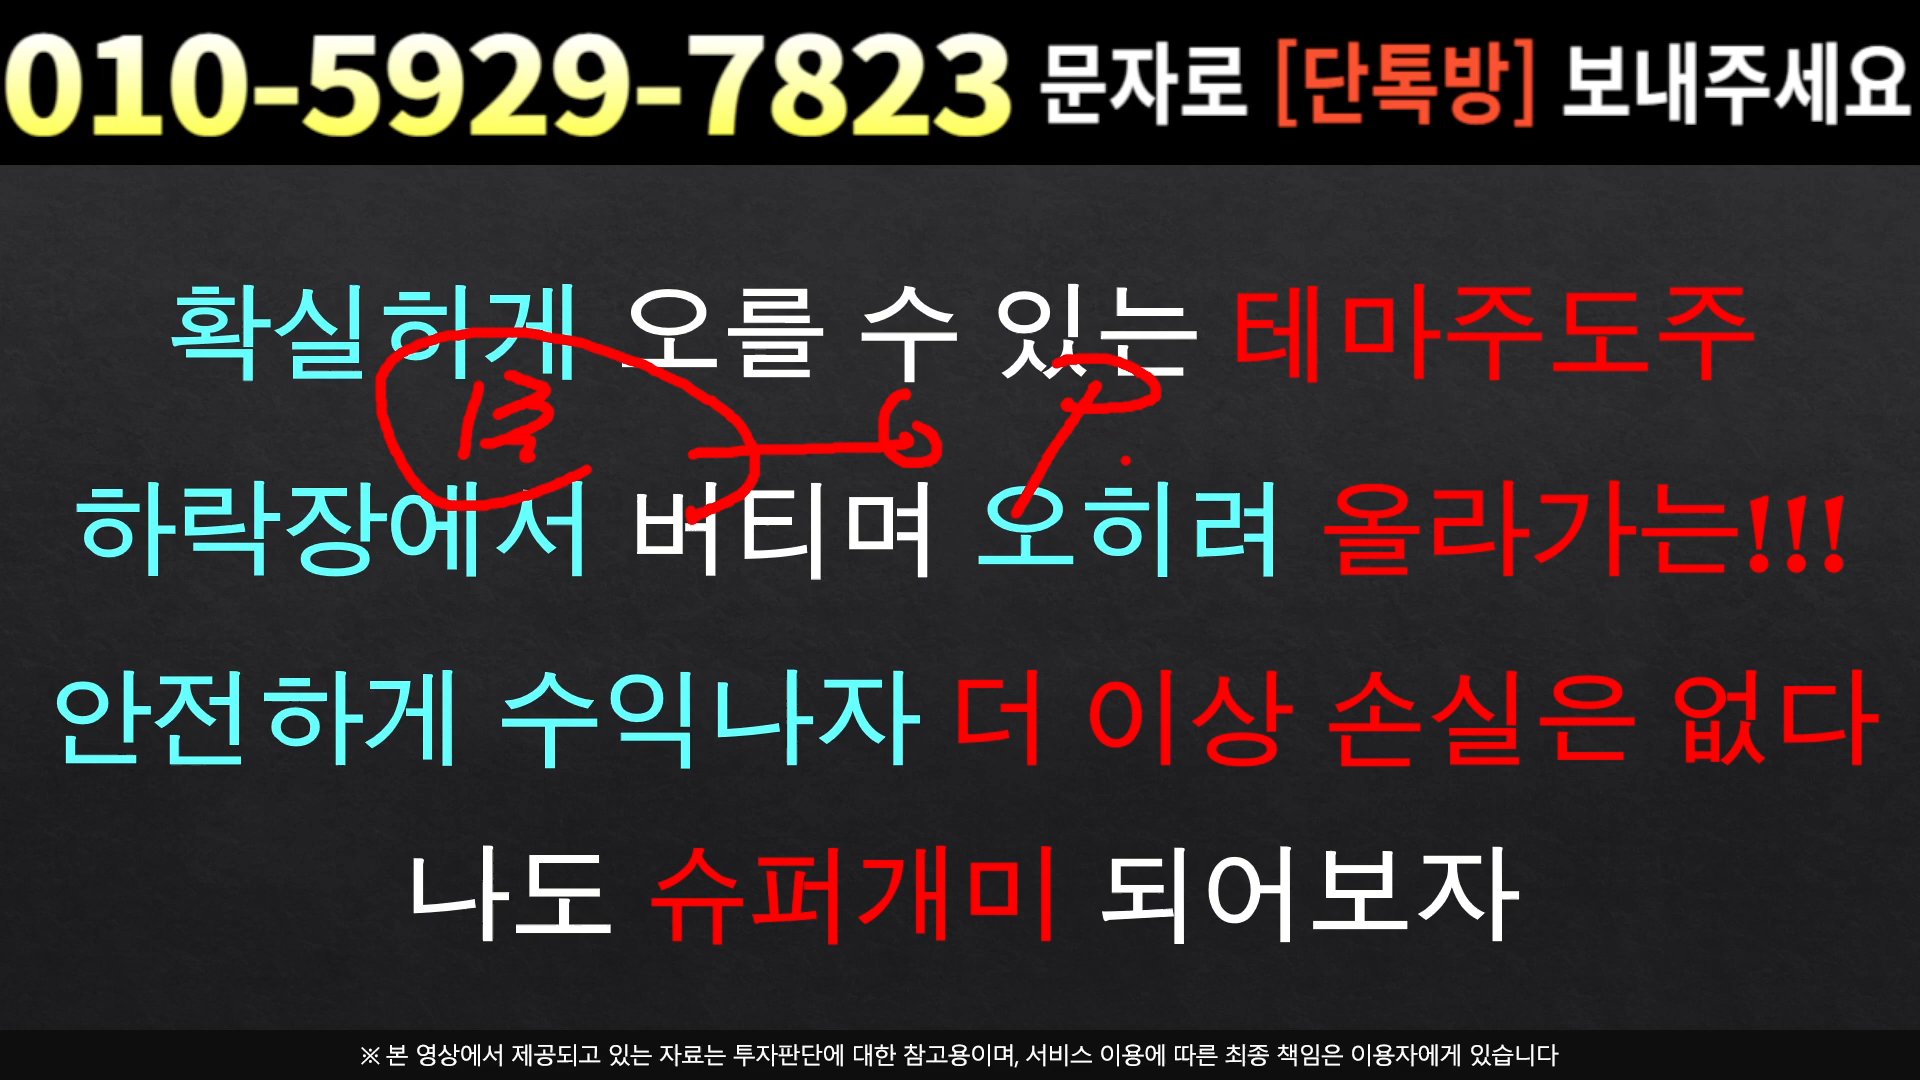 010-5929-7823 문자로 [단톡방] 보내주세요
확실하게 오를 수 있는 테마주도주
하락장에서 버티며 오히려 올라가는!!!
안전하게 수익나자 더 이상 손실은 없다
나도 슈퍼개미 되어보자
※ 본 영상에서 제공되고 있는 자료는 투자판단에 대한 참고용이며, 서비스 이용에 따른 최종 책임은 이용자에게 있습니다